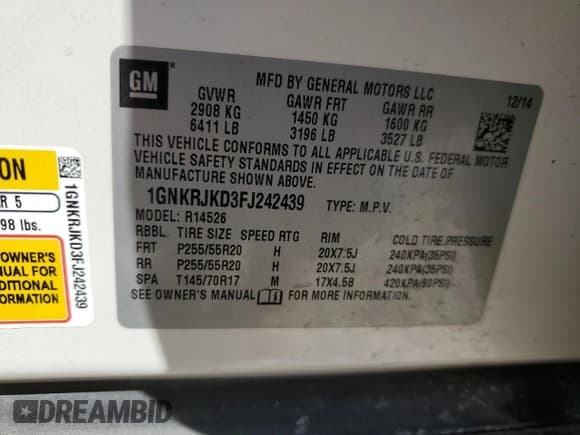 GM
MFD BY GENERAL MOTORS LLC
12/14
GVWR GAWR FRT GAWR RR
2908 KG 1450 KG 1600 KG
6411 LB 3196 LB 3527 LB
THIS VEHICLE CONFORMS TO ALL APPLICABLE U.S. FEDERAL MOTOR
VEHICLE SAFETY STANDARDS IN EFFECT ON THE DATE OF
MANUFACTURE SHOWN ABOVE.
1GNKRJKD3FJ242439 TYPE: M.P.V.
MODEL: R14526
RBBL TIRE SIZE SPEED RTG RIM COLD TIRE PRESSURE
FRT P255/55R20 H 20X7.5J 240KPA(35PSI)
RR P255/55R20 H 20X7.5J 240KPA(35PSI)
SPA T145/70R17 M 17X4.5B 420KPA(60PSI)
SEE OWNER'S MANUAL i FOR MORE INFORMATION.
ON
R 5
98 lbs.
OWNER'S
NUAL FOR
DITIONAL
ORMATION
1GNKRJKD3FJ242439
DREAMBID